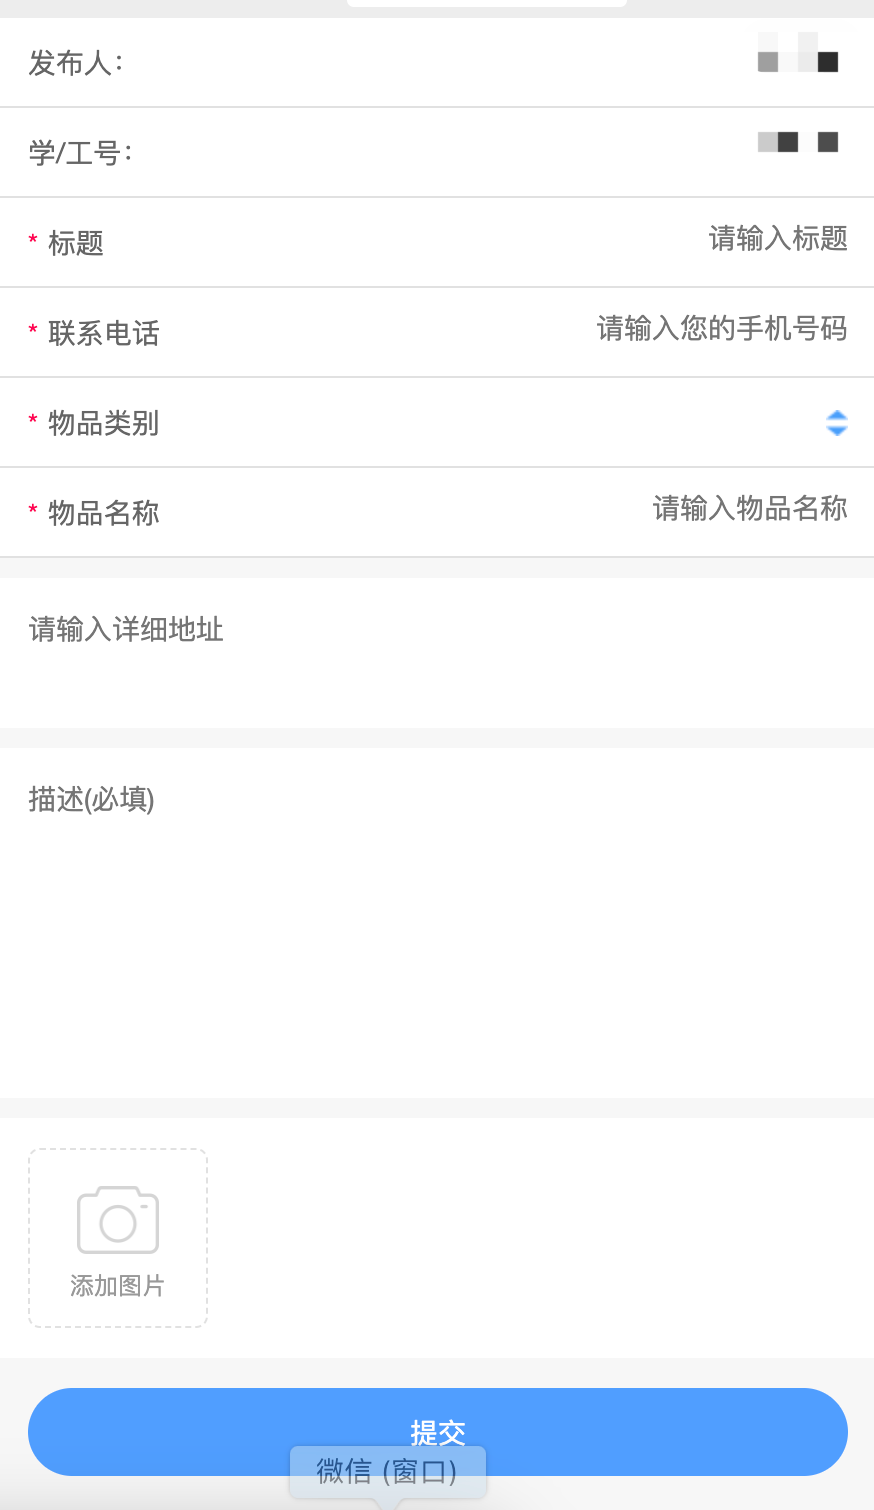 发布人：
学/工号：
* 标题
请输入标题
* 联系电话
请输入您的手机号码
* 物品类别
* 物品名称
请输入物品名称
请输入详细地址
描述(必填)
添加图片
提交
微信 (窗口)